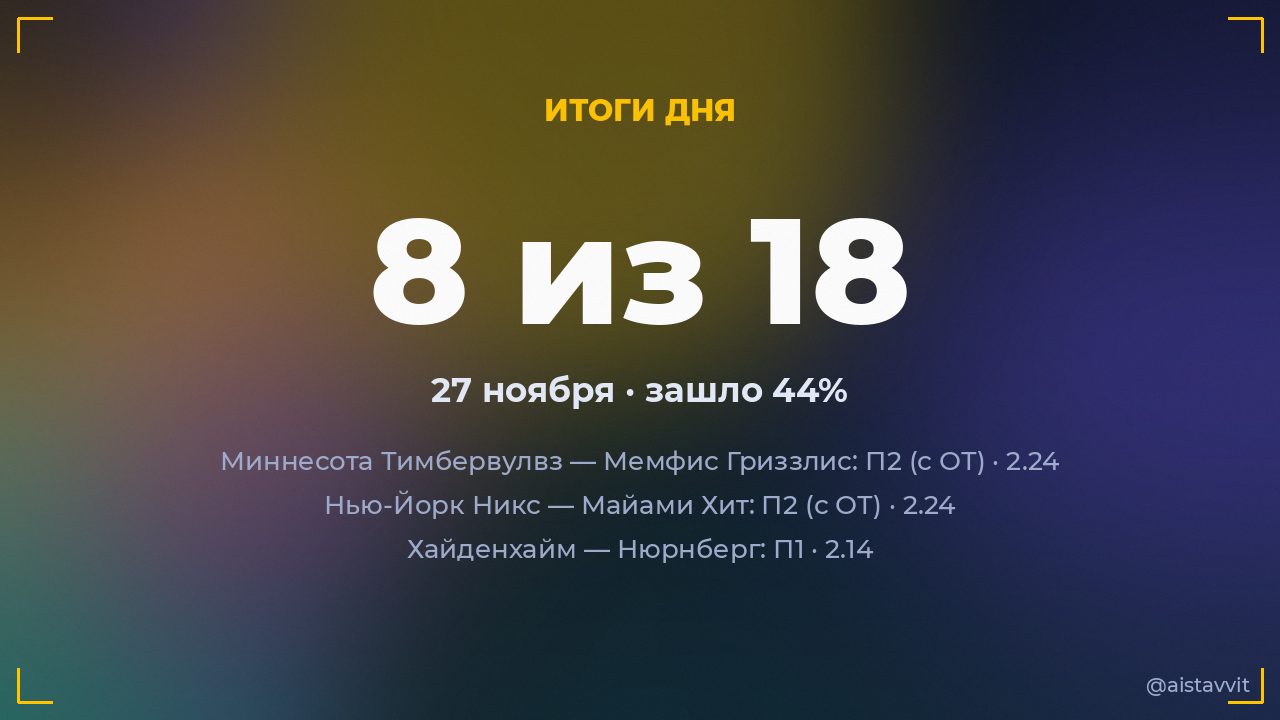 ИТОГИ ДНЯ
8 из 18
27 ноября · зашло 44%
Миннесота Тимбервулвз — Мемфис Гриззлис: П2 (с ОТ) · 2.24
Нью-Йорк Никс — Майами Хит: П2 (с ОТ) · 2.24
Хайденхайм — Нюрнберг: П1 · 2.14
@aistavvit